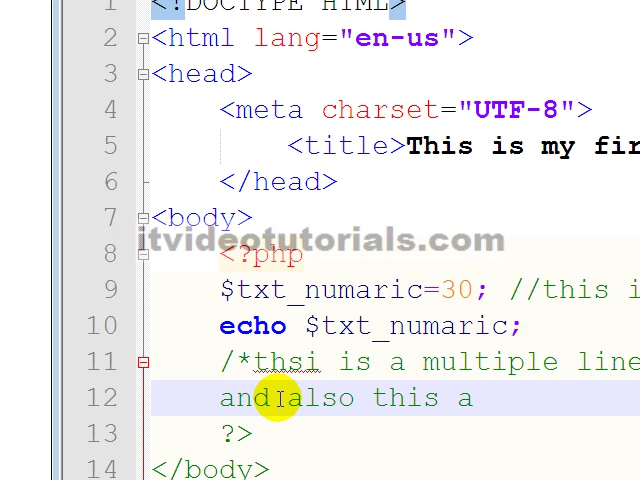 1 <!DOCTYPE HTML>
2 <html lang="en-us">
3 <head>
4 <meta charset="UTF-8">
5 <title>This is my fir
6 </head>
7 <body>
itvideotutorials.com
8 <?php
9 $txt_numaric=30; //this i
10 echo $txt_numaric;
11 /*thsi is a multiple line
12 and also this a
13 ?>
14 </body>